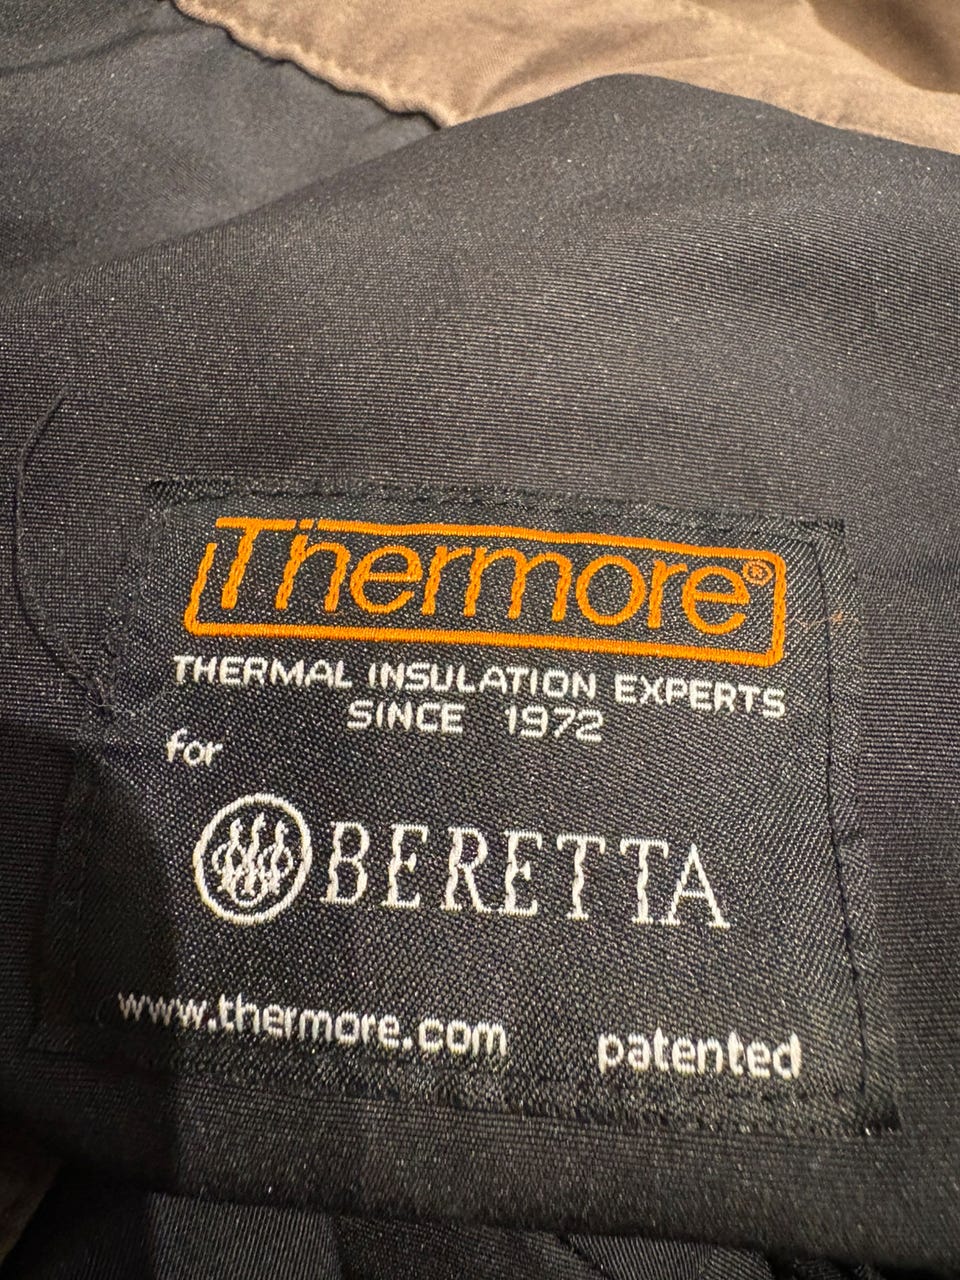 Thermore®
THERMAL INSULATION EXPERTS
SINCE 1972
for
BERETTA
www.thermore.com patented